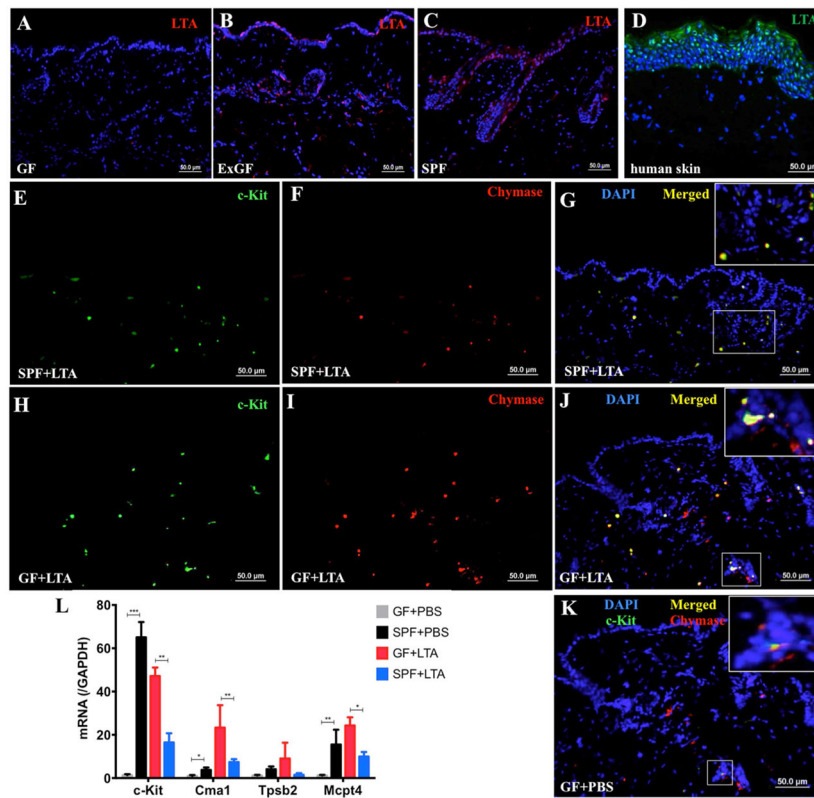 A LTA
GF 50.0 µm
B LTA
ExGF 50.0 µm
C LTA
SPF 50.0 µm
D LTA
human skin 50.0 µm
E c-Kit
SPF+LTA 50.0 µm
F Chymase
SPF+LTA 50.0 µm
G DAPI Merged
SPF+LTA 50.0 µm
H c-Kit
GF+LTA 50.0 µm
I Chymase
GF+LTA 50.0 µm
J DAPI Merged
GF+LTA 50.0 µm
K DAPI Merged
c-Kit Chymase
GF+PBS 50.0 µm
L
mRNA (/GAPDH)
80
60
40
20
0
*** ** * ** ** *
GF+PBS
SPF+PBS
GF+LTA
SPF+LTA
c-Kit Cma1 Tpsb2 Mcpt4